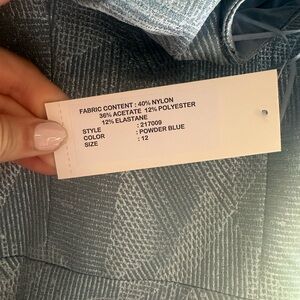 FABRIC CONTENT : 40% NYLON
36% ACETATE 12% POLYESTER
12% ELASTANE
STYLE : 217009
COLOR : POWDER BLUE
SIZE : 12